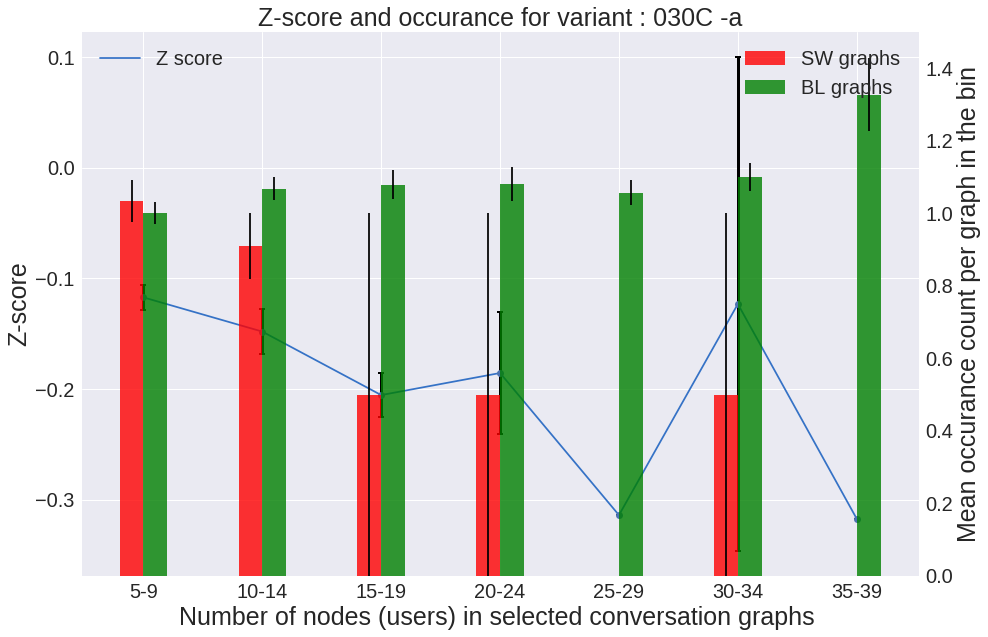 Z-score and occurance for variant : 030C -a
Z score
SW graphs
BL graphs
0.1
0.0
−0.1
−0.2
−0.3
Z-score
1.4
1.2
1.0
0.8
0.6
0.4
0.2
0.0
Mean occurance count per graph in the bin
5-9 10-14 15-19 20-24 25-29 30-34 35-39
Number of nodes (users) in selected conversation graphs